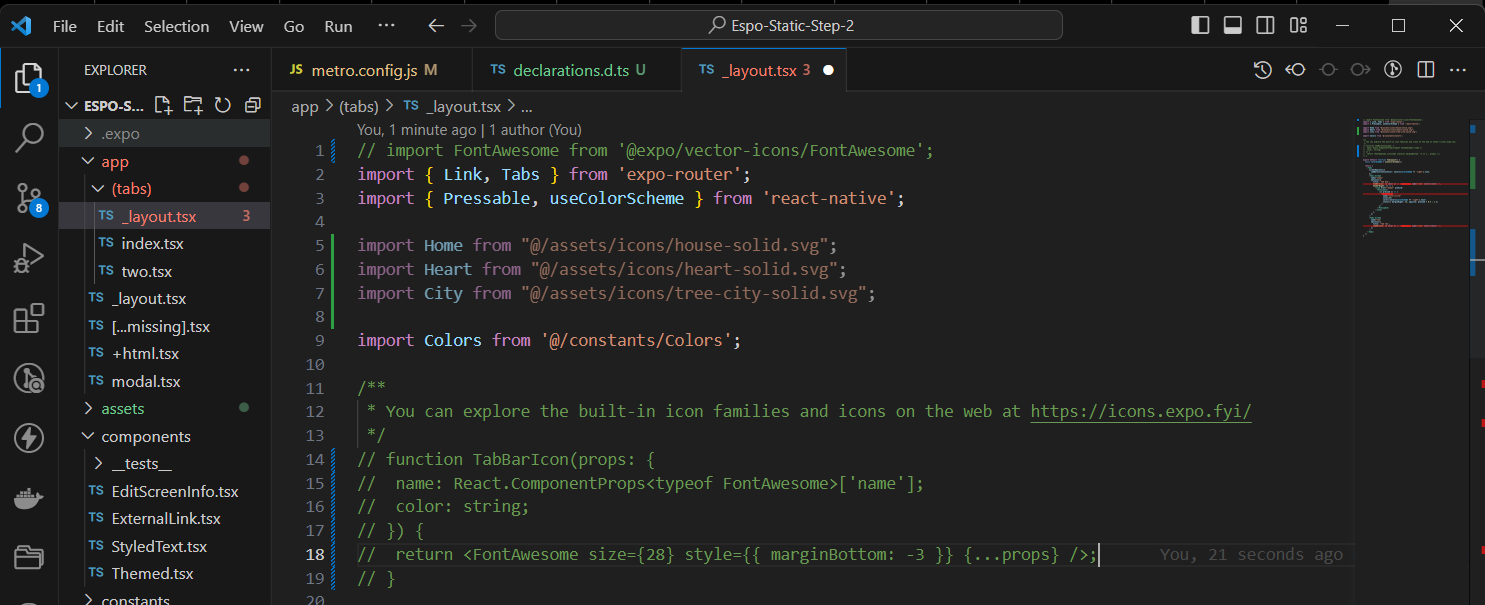 File Edit Selection View Go Run ··· Espo-Static-Step-2
EXPLORER ···
JS metro.config.js M TS declarations.d.ts U TS _layout.tsx 3
1
ESPO-S...
app > (tabs) > TS _layout.tsx > ...
.expo
app
(tabs)
TS _layout.tsx 3
TS index.tsx
TS two.tsx
TS _layout.tsx
TS [...missing].tsx
TS +html.tsx
TS modal.tsx
assets
components
__tests__
TS EditScreenInfo.tsx
TS ExternalLink.tsx
TS StyledText.tsx
TS Themed.tsx
constants
8
You, 1 minute ago | 1 author (You)
1 // import FontAwesome from '@expo/vector-icons/FontAwesome';
2 import { Link, Tabs } from 'expo-router';
3 import { Pressable, useColorScheme } from 'react-native';
4
5 import Home from "@/assets/icons/house-solid.svg";
6 import Heart from "@/assets/icons/heart-solid.svg";
7 import City from "@/assets/icons/tree-city-solid.svg";
8
9 import Colors from '@/constants/Colors';
10
11 /**
12 * You can explore the built-in icon families and icons on the web at https://icons.expo.fyi/
13 */
14 // function TabBarIcon(props: {
15 //  name: React.ComponentProps<typeof FontAwesome>['name'];
16 //  color: string;
17 // }) {
18 //  return <FontAwesome size={28} style={{ marginBottom: -3 }} {...props} />; You, 21 seconds ago
19 // }
20